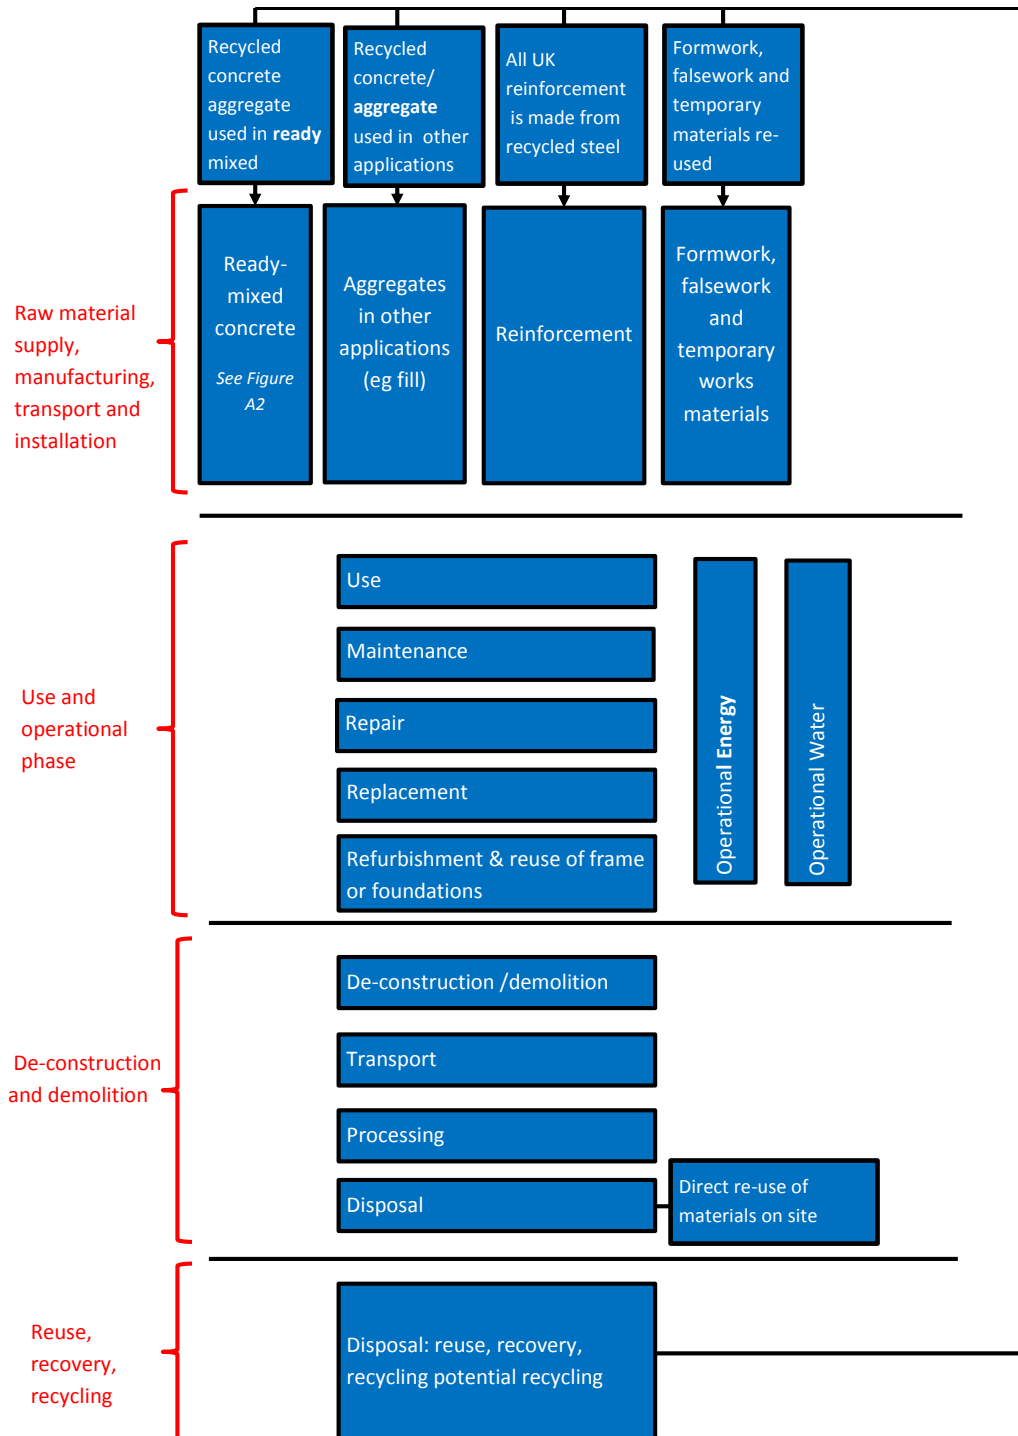 Recycled
concrete
aggregate
used in ready
mixed
Recycled
concrete/
aggregate
used in other
applications
All UK
reinforcement
is made from
recycled steel
Formwork,
falsework and
temporary
materials re-
used
Raw material
supply,
manufacturing,
transport and
installation
Ready-
mixed
concrete
See Figure
A2
Aggregates
in other
applications
(eg fill)
Reinforcement
Formwork,
falsework
and
temporary
works
materials
Use and
operational
phase
Use
Maintenance
Repair
Replacement
Refurbishment & reuse of frame
or foundations
Operational Energy
Operational Water
De-construction
and demolition
De-construction /demolition
Transport
Processing
Disposal
Direct re-use of
materials on site
Reuse,
recovery,
recycling
Disposal: reuse, recovery,
recycling potential recycling